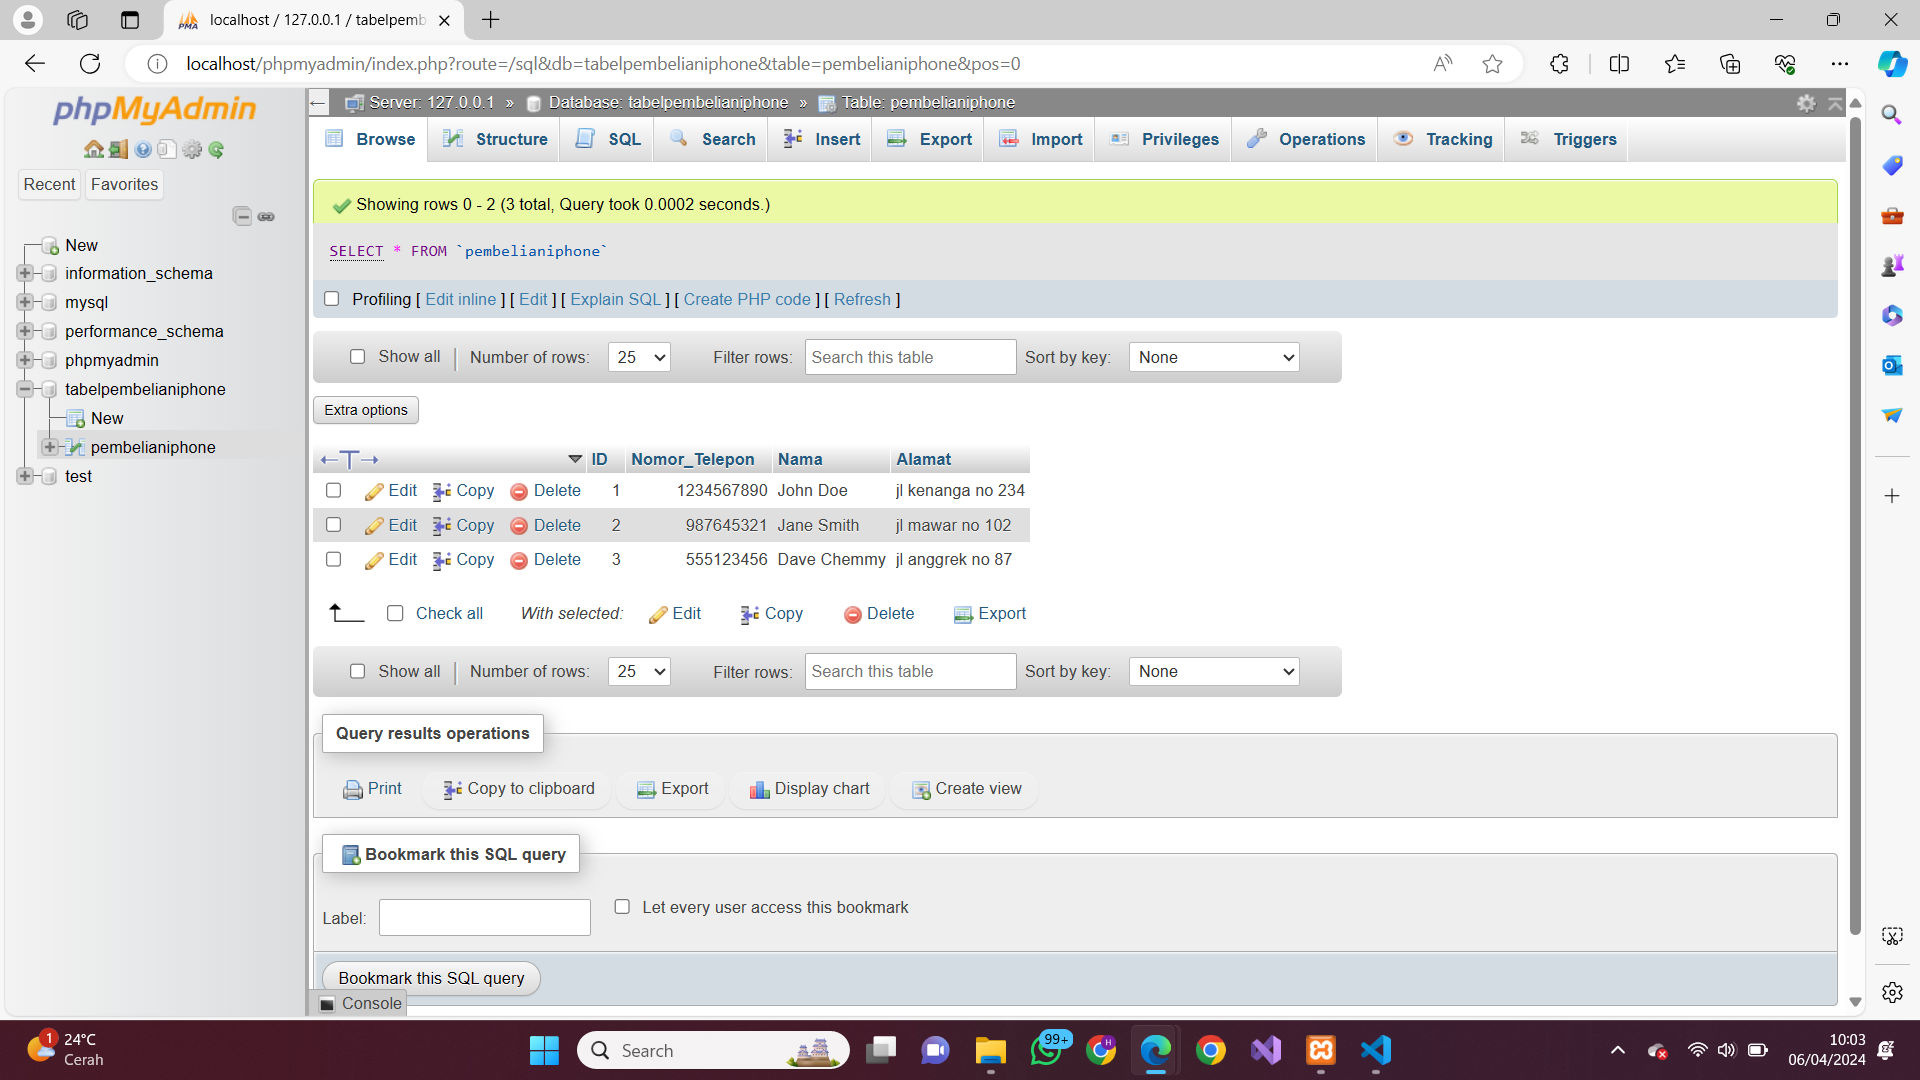 localhost / 127.0.0.1 / tabelpemb
localhost/phpmyadmin/index.php?route=/sql&db=tabelpembelianiphone&table=pembelianiphone&pos=0
phpMyAdmin
Recent Favorites
New
information_schema
mysql
performance_schema
phpmyadmin
tabelpembelianiphone
New
pembelianiphone
test
Server: 127.0.0.1 » Database: tabelpembelianiphone » Table: pembelianiphone
Browse Structure SQL Search Insert Export Import Privileges Operations Tracking Triggers
Showing rows 0 - 2 (3 total, Query took 0.0002 seconds.)
SELECT * FROM `pembelianiphone`
Profiling [ Edit inline ] [ Edit ] [ Explain SQL ] [ Create PHP code ] [ Refresh ]
Show all | Number of rows: 25 Filter rows: Search this table Sort by key: None
Extra options
←T→ ID Nomor_Telepon Nama Alamat
Edit Copy Delete 1 1234567890 John Doe jl kenanga no 234
Edit Copy Delete 2 987645321 Jane Smith jl mawar no 102
Edit Copy Delete 3 555123456 Dave Chemmy jl anggrek no 87
Check all With selected: Edit Copy Delete Export
Show all | Number of rows: 25 Filter rows: Search this table Sort by key: None
Query results operations
Print Copy to clipboard Export Display chart Create view
Bookmark this SQL query
Label: Let every user access this bookmark
Bookmark this SQL query
Console
1 24°C
Cerah
Search
99+
H
10:03
06/04/2024